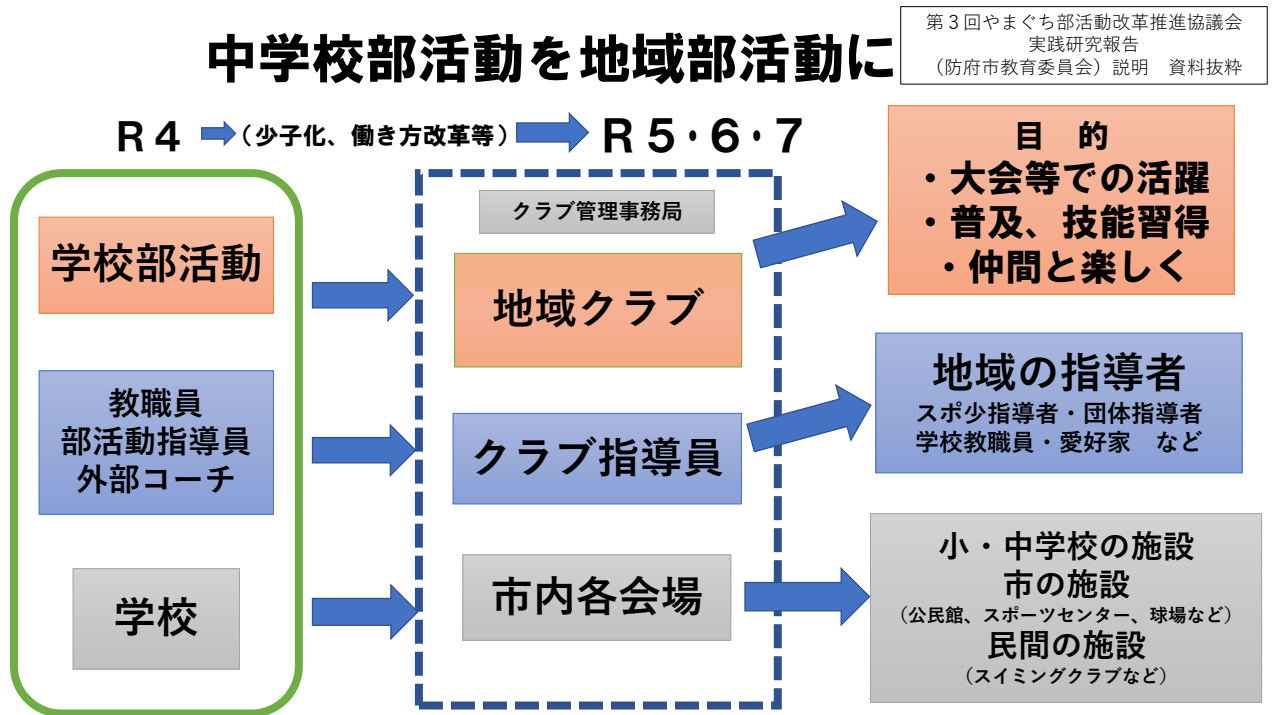 中学校部活動を地域部活動に
第３回やまぐち部活動改革推進協議会
実践研究報告
（防府市教育委員会）説明　資料抜粋
Ｒ４
（少子化、働き方改革等）
Ｒ５・６・７
学校部活動
教職員
部活動指導員
外部コーチ
学校
クラブ管理事務局
地域クラブ
クラブ指導員
市内各会場
目　的
・大会等での活躍
・普及、技能習得
・仲間と楽しく
地域の指導者
スポ少指導者・団体指導者
学校教職員・愛好家　など
小・中学校の施設
市の施設
（公民館、スポーツセンター、球場など）
民間の施設
（スイミングクラブなど）